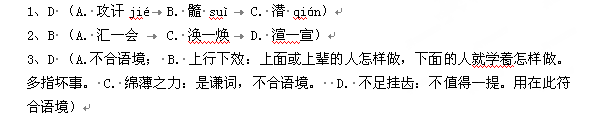 1、D （A. 攻讦 jié→B. 髓 suì → C. 潜 qián）
2、B （A. 汇一会 → C. 涣一焕 → D. 渲一宣）
3、D （A.不合语境； B. 上行下效：上面或上辈的人怎样做，下面的人就学着怎样做。
多指坏事。 C. 绵薄之力：是谦词，不合语境。 D. 不足挂齿：不值得一提。用在此符
合语境）